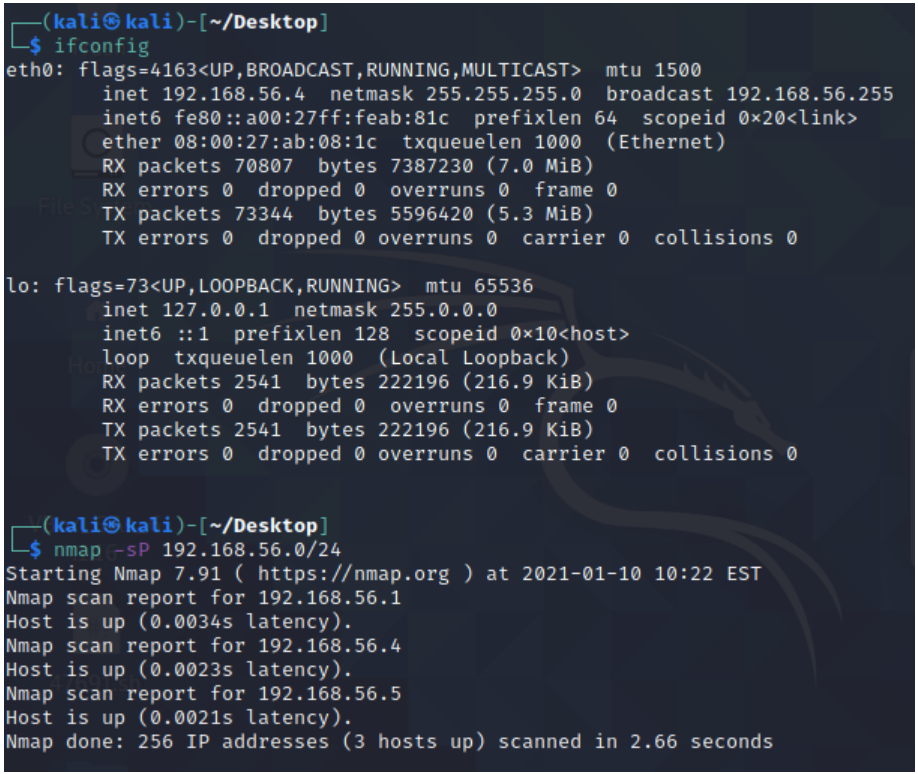 (kali㉿kali)-[~/Desktop]
$ ifconfig
eth0: flags=4163<UP,BROADCAST,RUNNING,MULTICAST>  mtu 1500
inet 192.168.56.4  netmask 255.255.255.0  broadcast 192.168.56.255
inet6 fe80::a00:27ff:feab:81c  prefixlen 64  scopeid 0×20<link>
ether 08:00:27:ab:08:1c  txqueuelen 1000  (Ethernet)
RX packets 70807  bytes 7387230 (7.0 MiB)
RX errors 0  dropped 0  overruns 0  frame 0
TX packets 73344  bytes 5596420 (5.3 MiB)
TX errors 0  dropped 0 overruns 0  carrier 0  collisions 0
File System
lo: flags=73<UP,LOOPBACK,RUNNING>  mtu 65536
inet 127.0.0.1  netmask 255.0.0.0
inet6 ::1  prefixlen 128  scopeid 0×10<host>
loop  txqueuelen 1000  (Local Loopback)
RX packets 2541  bytes 222196 (216.9 KiB)
RX errors 0  dropped 0  overruns 0  frame 0
TX packets 2541  bytes 222196 (216.9 KiB)
TX errors 0  dropped 0 overruns 0  carrier 0  collisions 0
(kali㉿kali)-[~/Desktop]
$ nmap -sP 192.168.56.0/24
Starting Nmap 7.91 ( https://nmap.org ) at 2021-01-10 10:22 EST
Nmap scan report for 192.168.56.1
Host is up (0.0034s latency).
Nmap scan report for 192.168.56.4
Host is up (0.0023s latency).
Nmap scan report for 192.168.56.5
Host is up (0.0021s latency).
Nmap done: 256 IP addresses (3 hosts up) scanned in 2.66 seconds